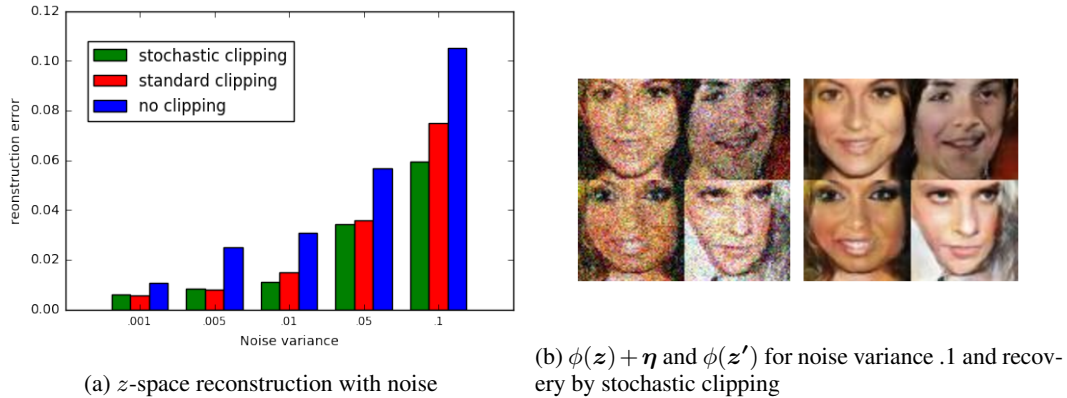 0.12
0.10
0.08
0.06
0.04
0.02
0.00
reonstruction error
stochastic clipping
standard clipping
no clipping
.001 .005 .01 .05 .1
Noise variance
(a) z-space reconstruction with noise
(b) ϕ(z) + η and ϕ(z′) for noise variance .1 and recov-
ery by stochastic clipping